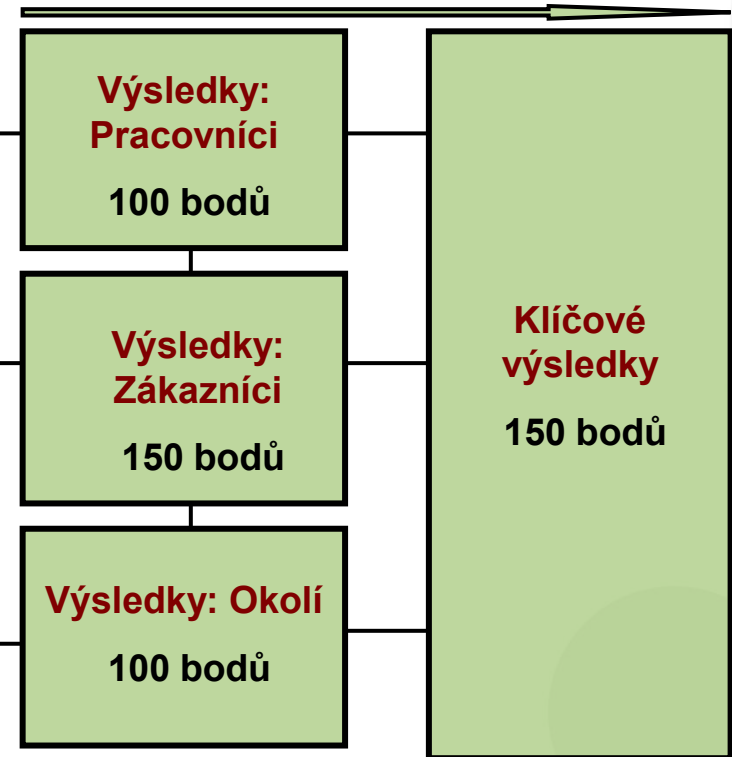 Výsledky:
Pracovníci
100 bodů
Výsledky:
Zákazníci
150 bodů
Výsledky: Okolí
100 bodů
Klíčové
výsledky
150 bodů